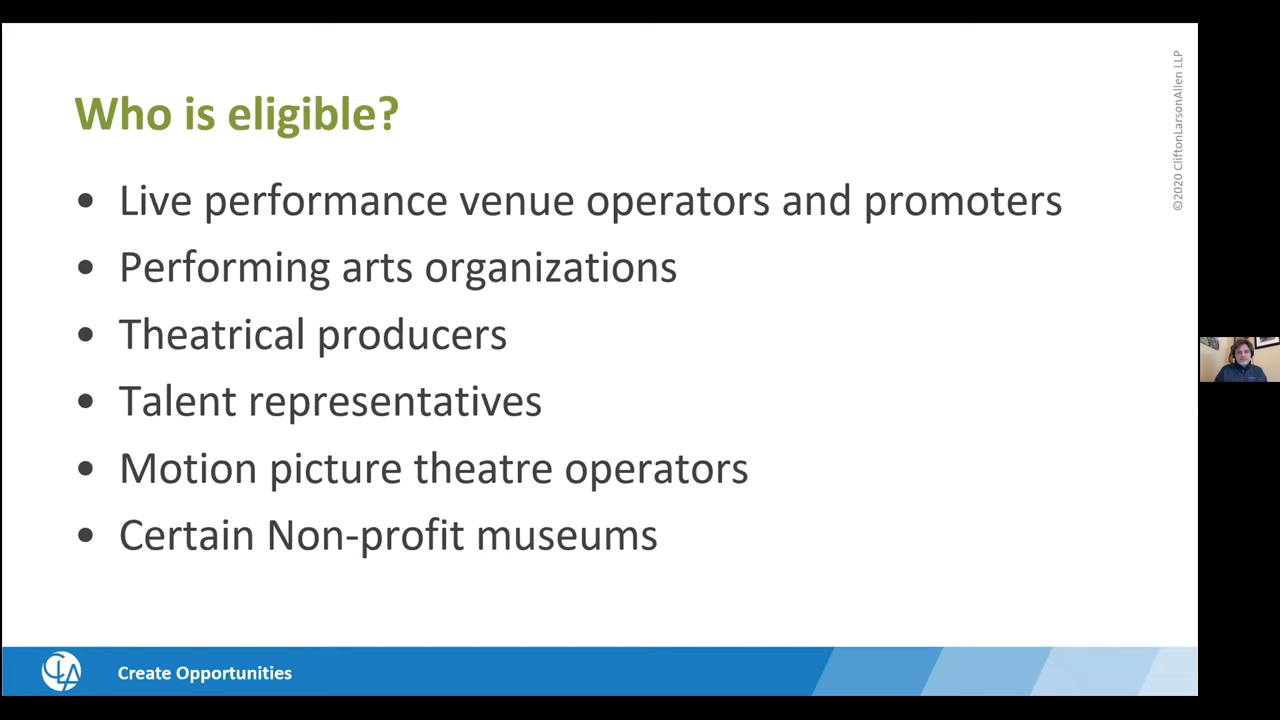 Who is eligible?
• Live performance venue operators and promoters
• Performing arts organizations
• Theatrical producers
• Talent representatives
• Motion picture theatre operators
• Certain Non-profit museums
©2020 CliftonLarsonAllen LLP
CLA
Create Opportunities